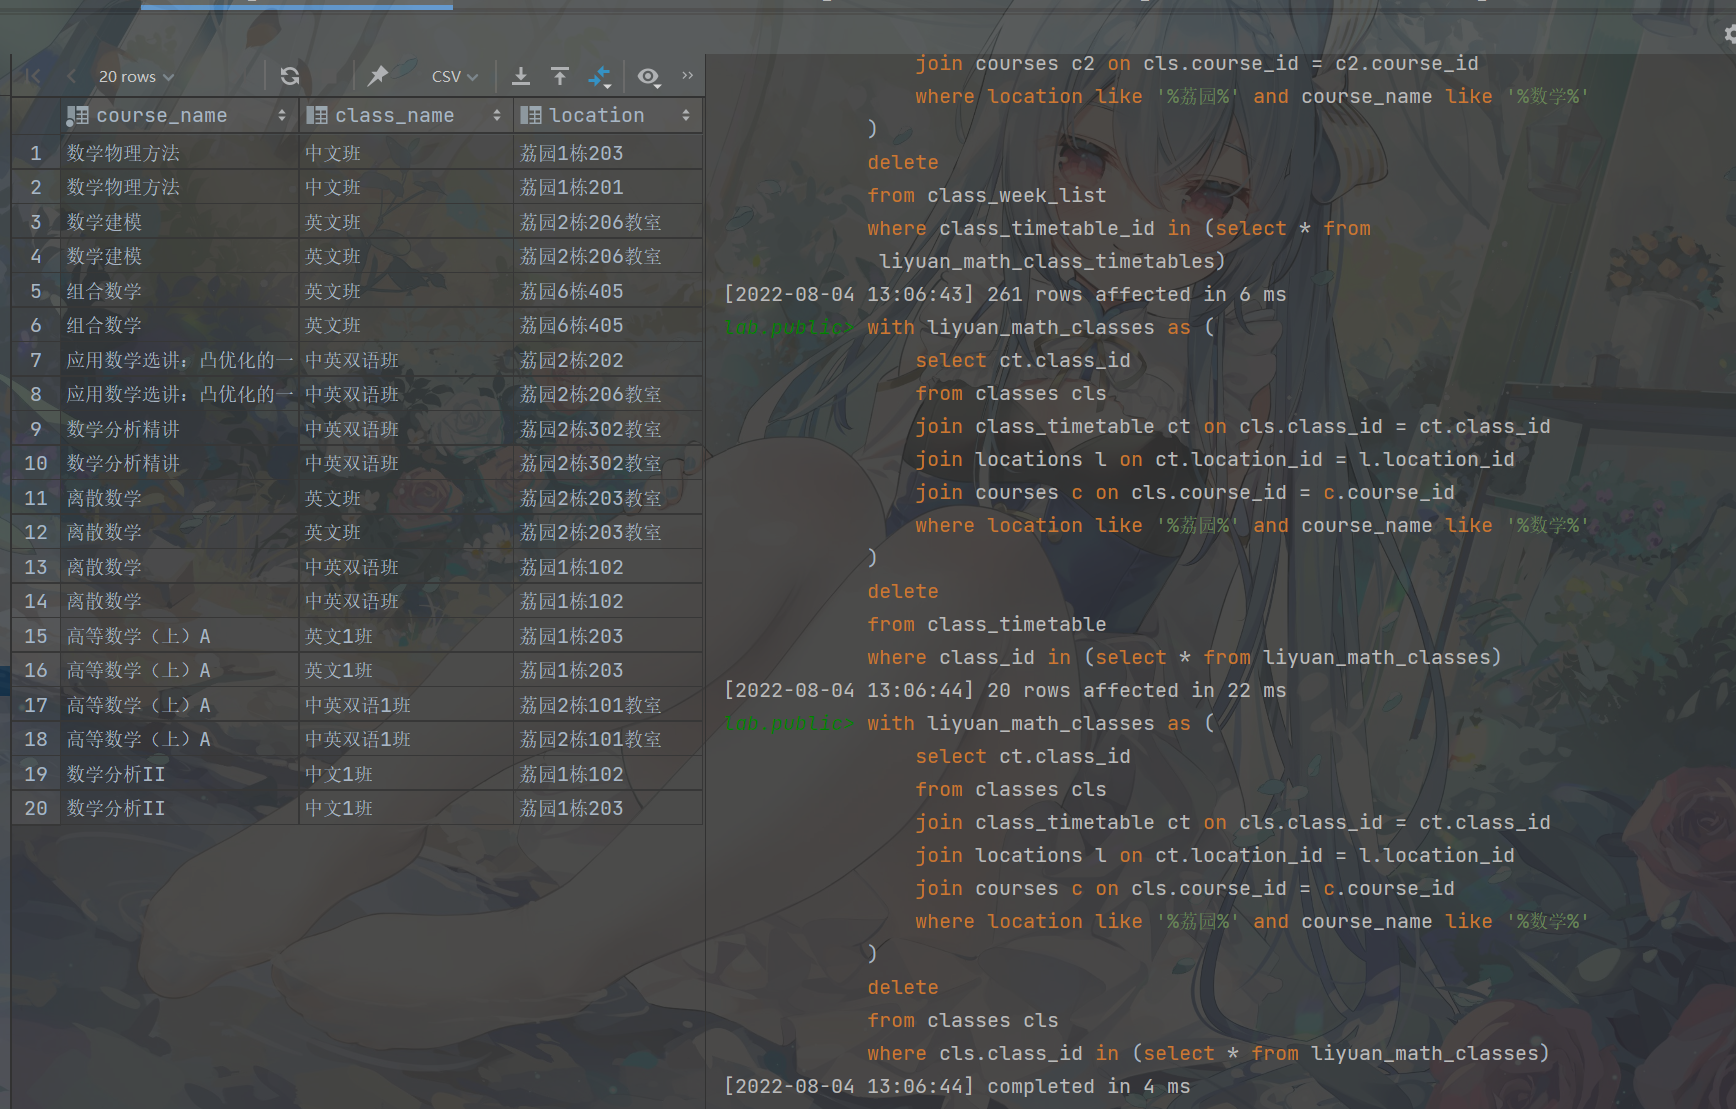 20 rows
CSV
course_name class_name location
1 数学物理方法 中文班 荔园1栋203
2 数学物理方法 中文班 荔园1栋201
3 数学建模 英文班 荔园2栋206教室
4 数学建模 英文班 荔园2栋206教室
5 组合数学 英文班 荔园6栋405
6 组合数学 英文班 荔园6栋405
7 应用数学选讲：凸优化的一 中英双语班 荔园2栋202
8 应用数学选讲：凸优化的一 中英双语班 荔园2栋206教室
9 数学分析精讲 中英双语班 荔园2栋302教室
10 数学分析精讲 中英双语班 荔园2栋302教室
11 离散数学 英文班 荔园2栋203教室
12 离散数学 英文班 荔园2栋203教室
13 离散数学 中英双语班 荔园1栋102
14 离散数学 中英双语班 荔园1栋102
15 高等数学（上）A 英文1班 荔园1栋203
16 高等数学（上）A 英文1班 荔园1栋203
17 高等数学（上）A 中英双语1班 荔园2栋101教室
18 高等数学（上）A 中英双语1班 荔园2栋101教室
19 数学分析II 中文1班 荔园1栋102
20 数学分析II 中文1班 荔园1栋203
join courses c2 on cls.course_id = c2.course_id
where location like '%荔园%' and course_name like '%数学%'
)
delete
from class_week_list
where class_timetable_id in (select * from
liyuan_math_class_timetables)
[2022-08-04 13:06:43] 261 rows affected in 6 ms
lab.public> with liyuan_math_classes as (
select ct.class_id
from classes cls
join class_timetable ct on cls.class_id = ct.class_id
join locations l on ct.location_id = l.location_id
join courses c on cls.course_id = c.course_id
where location like '%荔园%' and course_name like '%数学%'
)
delete
from class_timetable
where class_id in (select * from liyuan_math_classes)
[2022-08-04 13:06:44] 20 rows affected in 22 ms
lab.public> with liyuan_math_classes as (
select ct.class_id
from classes cls
join class_timetable ct on cls.class_id = ct.class_id
join locations l on ct.location_id = l.location_id
join courses c on cls.course_id = c.course_id
where location like '%荔园%' and course_name like '%数学%'
)
delete
from classes cls
where cls.class_id in (select * from liyuan_math_classes)
[2022-08-04 13:06:44] completed in 4 ms